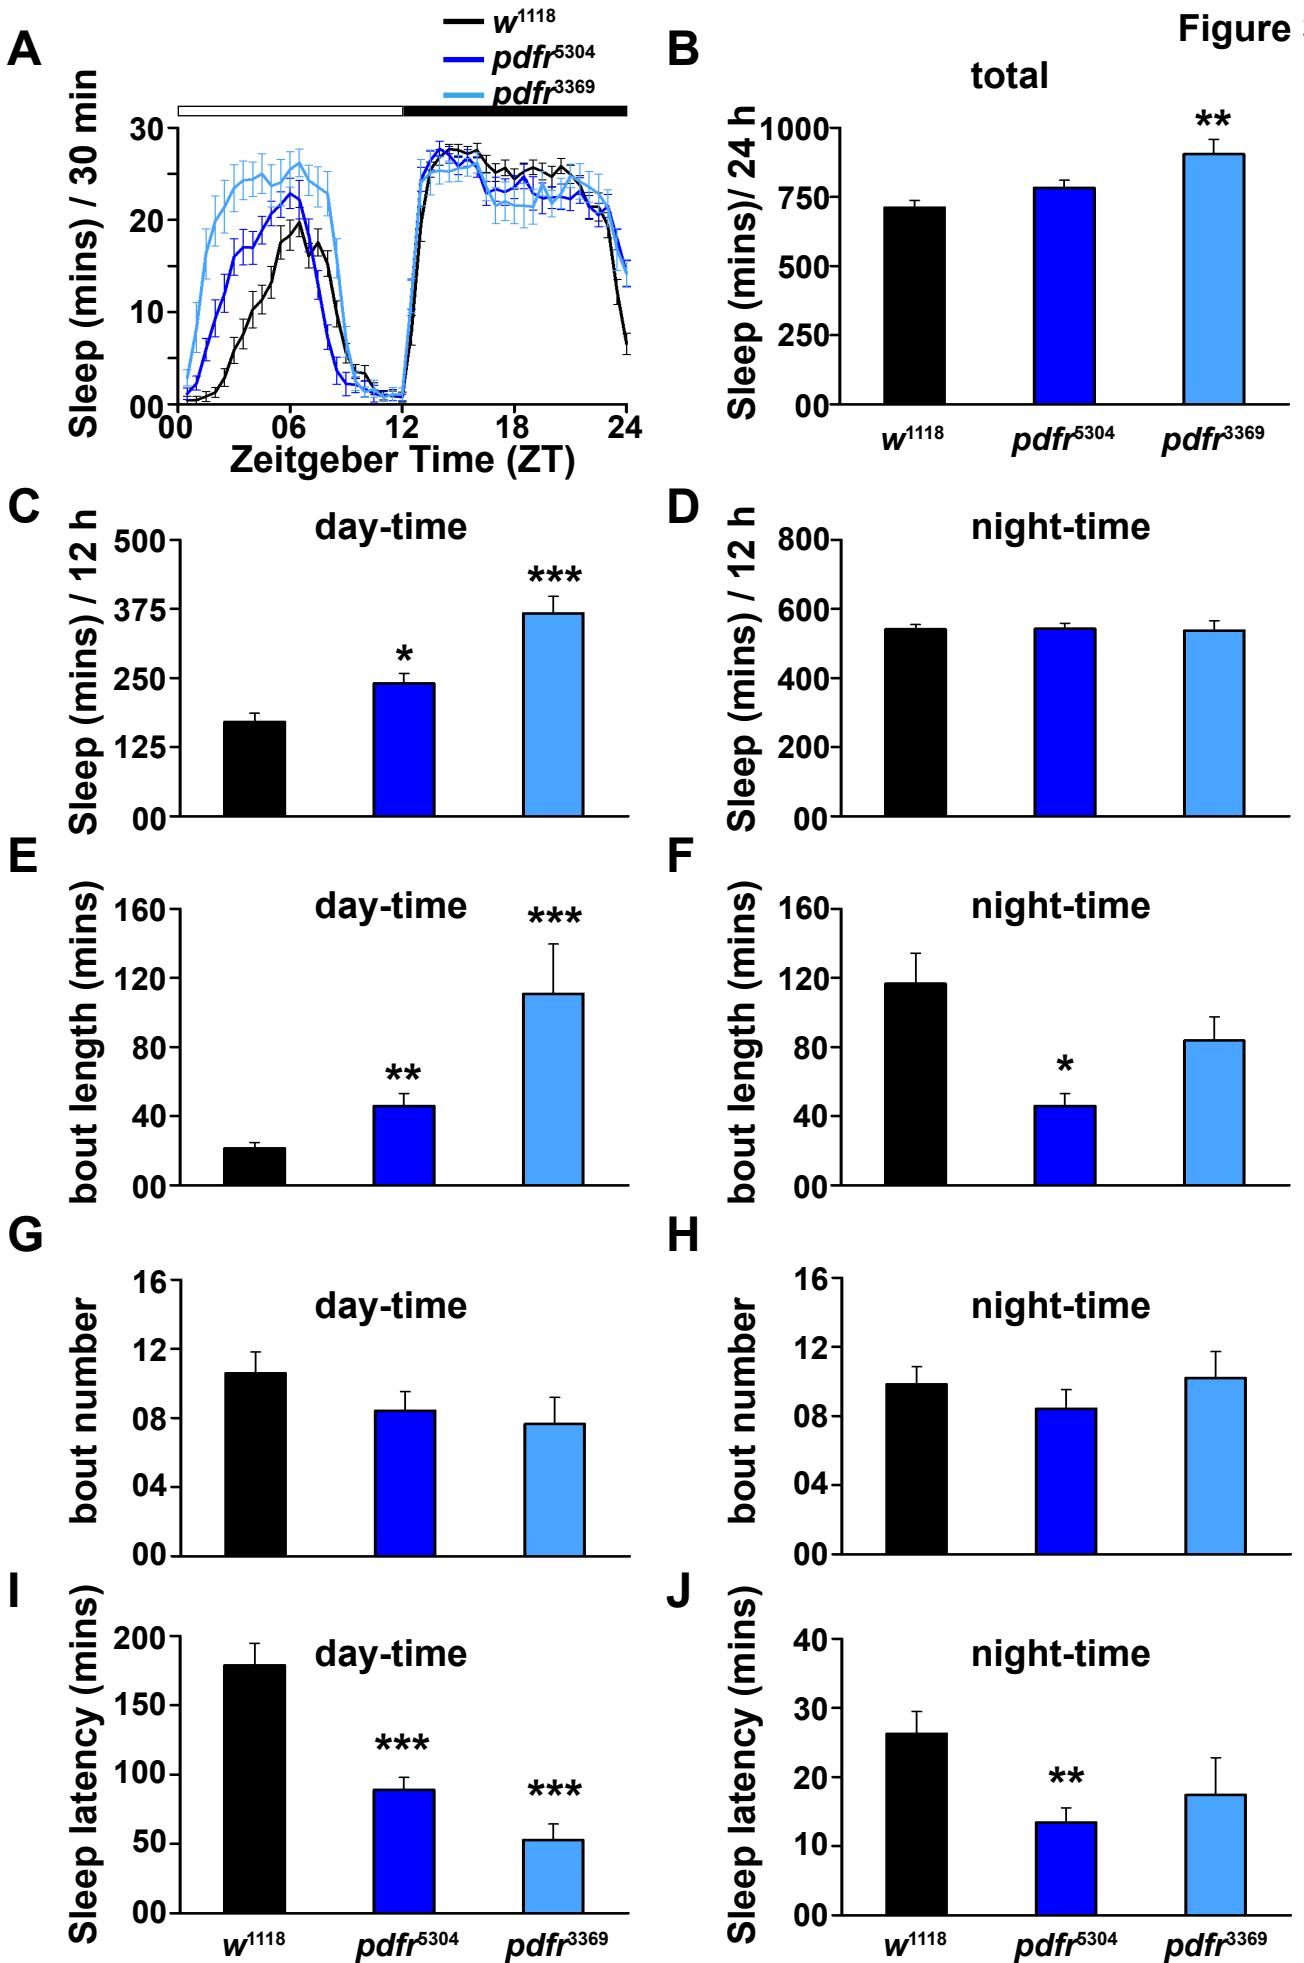 Figure
A
w1118
pdfr5304
pdfr3369
Sleep (mins) / 30 min
30
20
10
00
00 06 12 18 24
Zeitgeber Time (ZT)
B
total
Sleep (mins)/ 24 h
1000
750
500
250
00
**
w1118 pdfr5304 pdfr3369
C
day-time
Sleep (mins) / 12 h
500
375
250
125
00
*
***
D
night-time
Sleep (mins) / 12 h
800
600
400
200
00
E
day-time
bout length (mins)
160
120
80
40
00
**
***
F
night-time
bout length (mins)
160
120
80
40
00
*
G
day-time
bout number
16
12
08
04
00
H
night-time
bout number
16
12
08
04
00
I
day-time
Sleep latency (mins)
200
150
100
50
00
***
***
w1118 pdfr5304 pdfr3369
J
night-time
Sleep latency (mins)
40
30
20
10
00
**
w1118 pdfr5304 pdfr3369